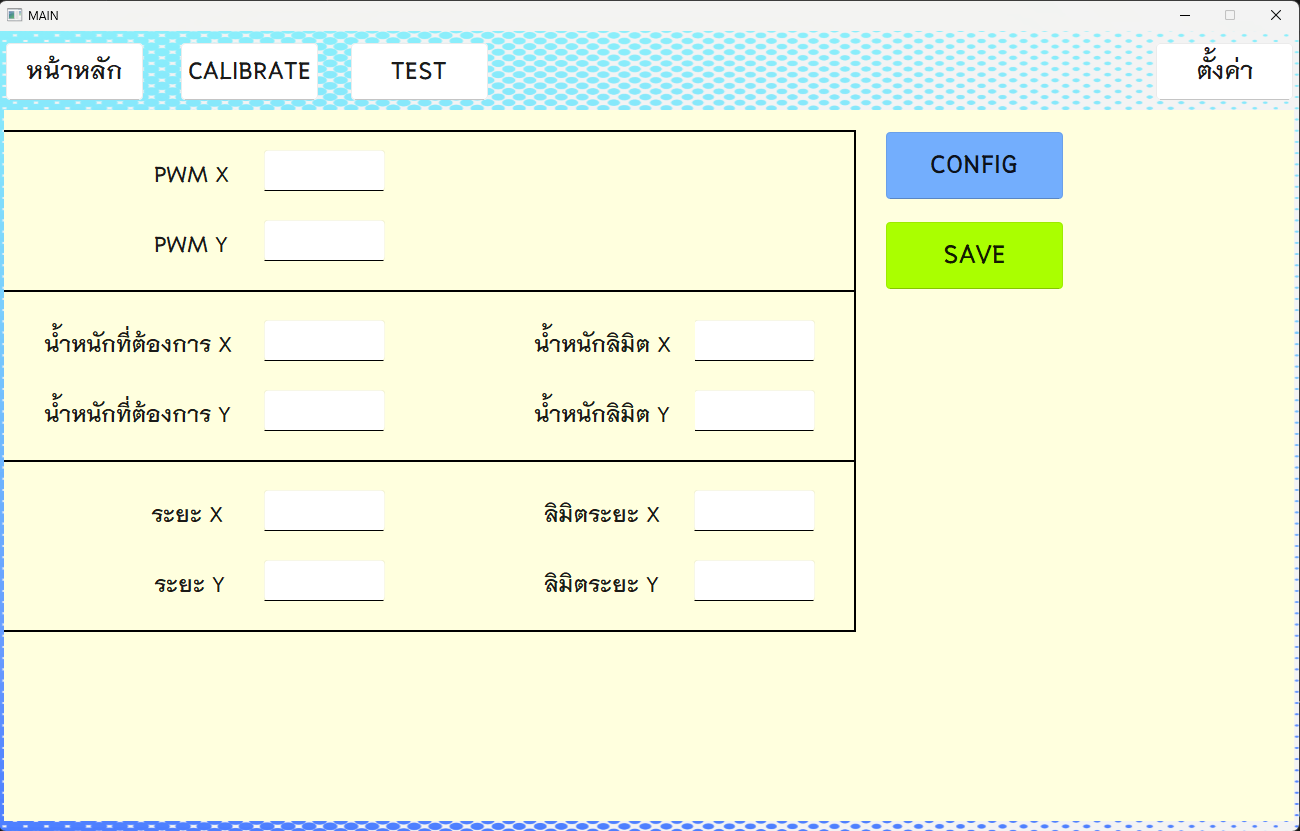 MAIN
หน้าหลัก CALIBRATE TEST ตั้งค่า
PWM X
CONFIG
PWM Y
SAVE
น้ำหนักที่ต้องการ X น้ำหนักลิมิต X
น้ำหนักที่ต้องการ Y น้ำหนักลิมิต Y
ระยะ X ลิมิตระยะ X
ระยะ Y ลิมิตระยะ Y